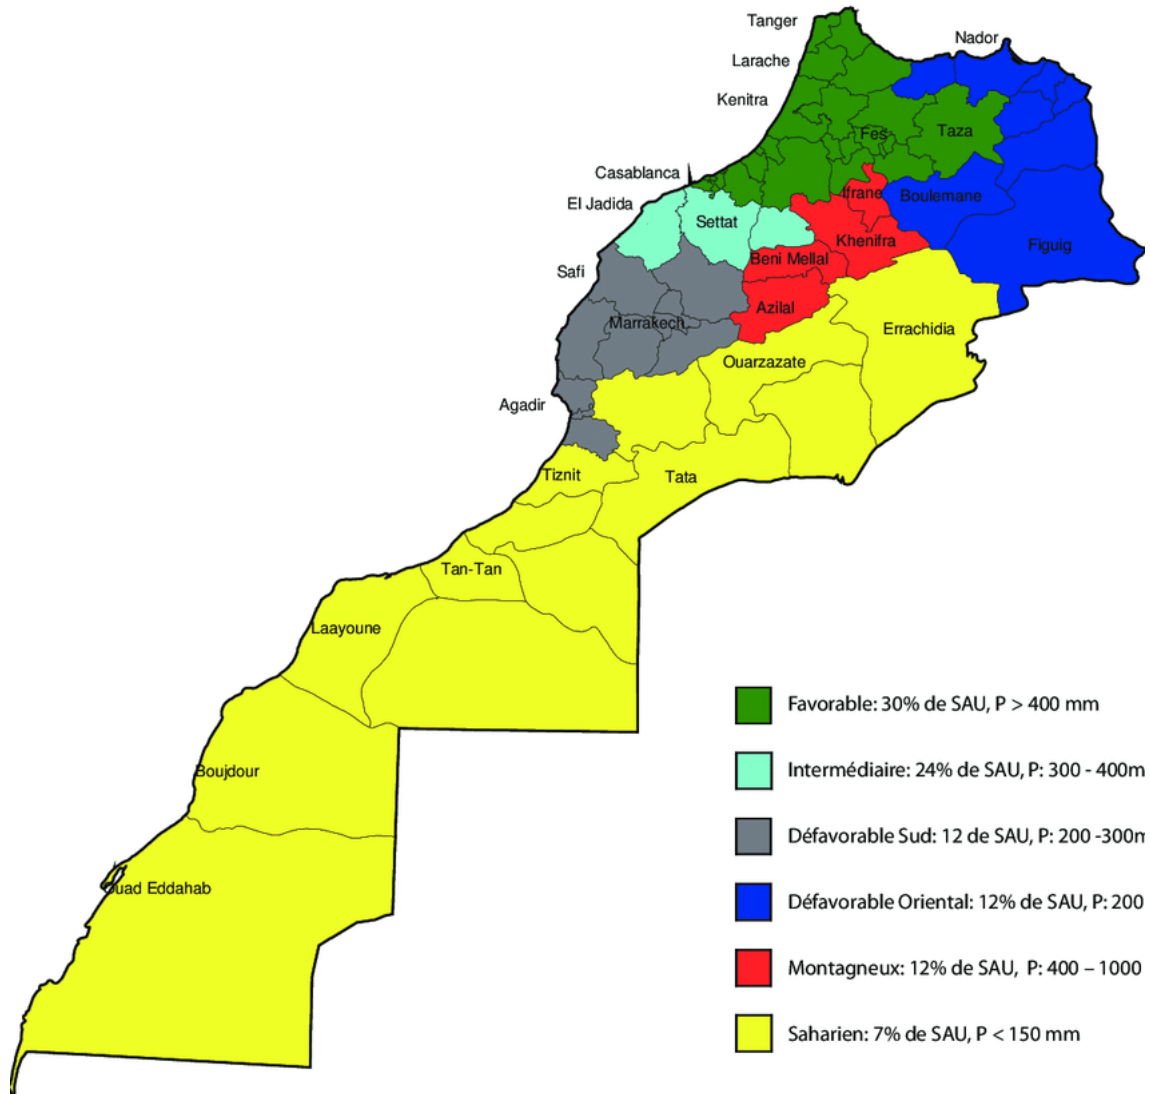 Tanger
Nador
Larache
Kenitra
Fes
Taza
Casablanca
El Jadida
Ifrane
Boulemane
Settat
Khenifra
Figuig
Beni Mellal
Safi
Azilal
Marrakech
Errachidia
Ouarzazate
Agadir
Tiznit
Tata
Tan-Tan
Laayoune
Boujdour
Ouad Eddahab
Favorable: 30% de SAU, P > 400 mm
Intermédiaire: 24% de SAU, P: 300 - 400m
Défavorable Sud: 12 de SAU, P: 200 -300m
Défavorable Oriental: 12% de SAU, P: 200
Montagneux: 12% de SAU, P: 400 – 1000
Saharien: 7% de SAU, P < 150 mm